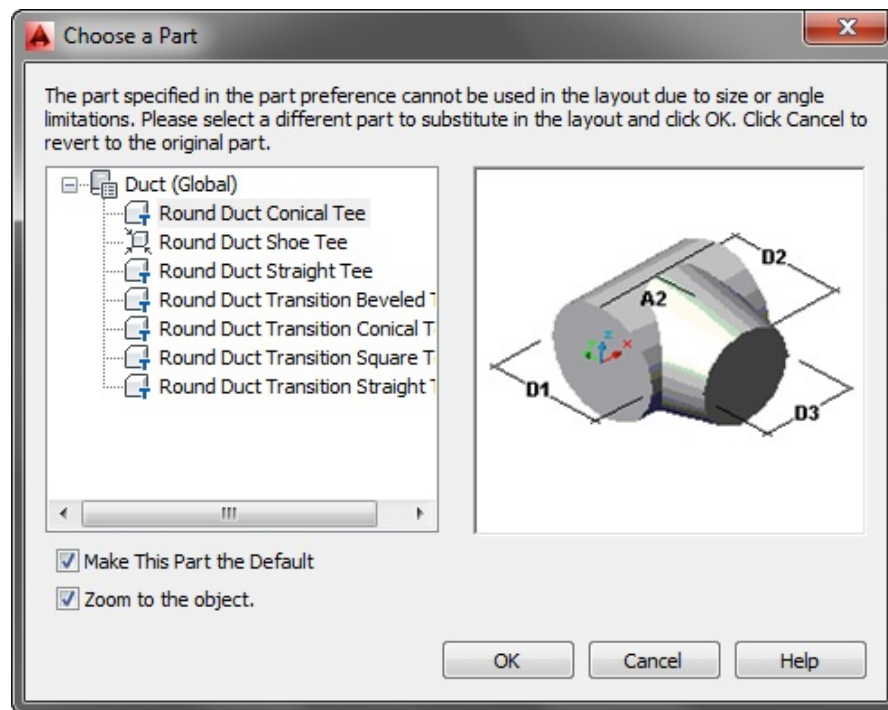 Choose a Part
The part specified in the part preference cannot be used in the layout due to size or angle
limitations. Please select a different part to substitute in the layout and click OK. Click Cancel to
revert to the original part.
Duct (Global)
Round Duct Conical Tee
Round Duct Shoe Tee
Round Duct Straight Tee
Round Duct Transition Beveled T
Round Duct Transition Conical T
Round Duct Transition Square T
Round Duct Transition Straight T
D2
A2
Z
X
D1
D3
Make This Part the Default
Zoom to the object.
OK
Cancel
Help